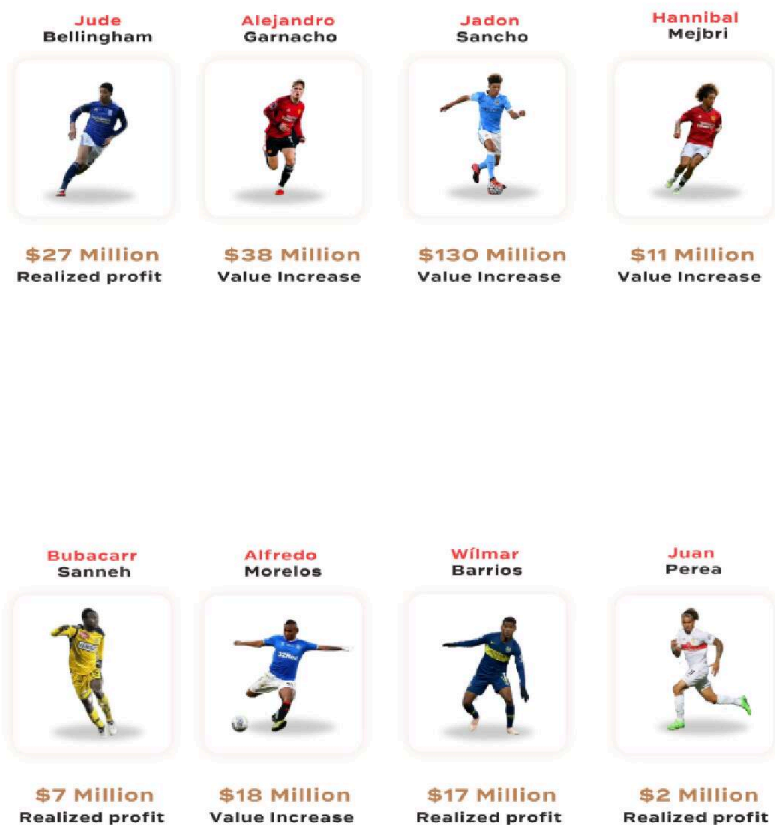 Jude
Bellingham
Alejandro
Garnacho
Jadon
Sancho
Hannibal
Mejbri
$27 Million
Realized profit
$38 Million
Value Increase
$130 Million
Value Increase
$11 Million
Value Increase
Bubacarr
Sanneh
Alfredo
Morelos
Wílmar
Barrios
Juan
Perea
$7 Million
Realized profit
$18 Million
Value Increase
$17 Million
Realized profit
$2 Million
Realized profit